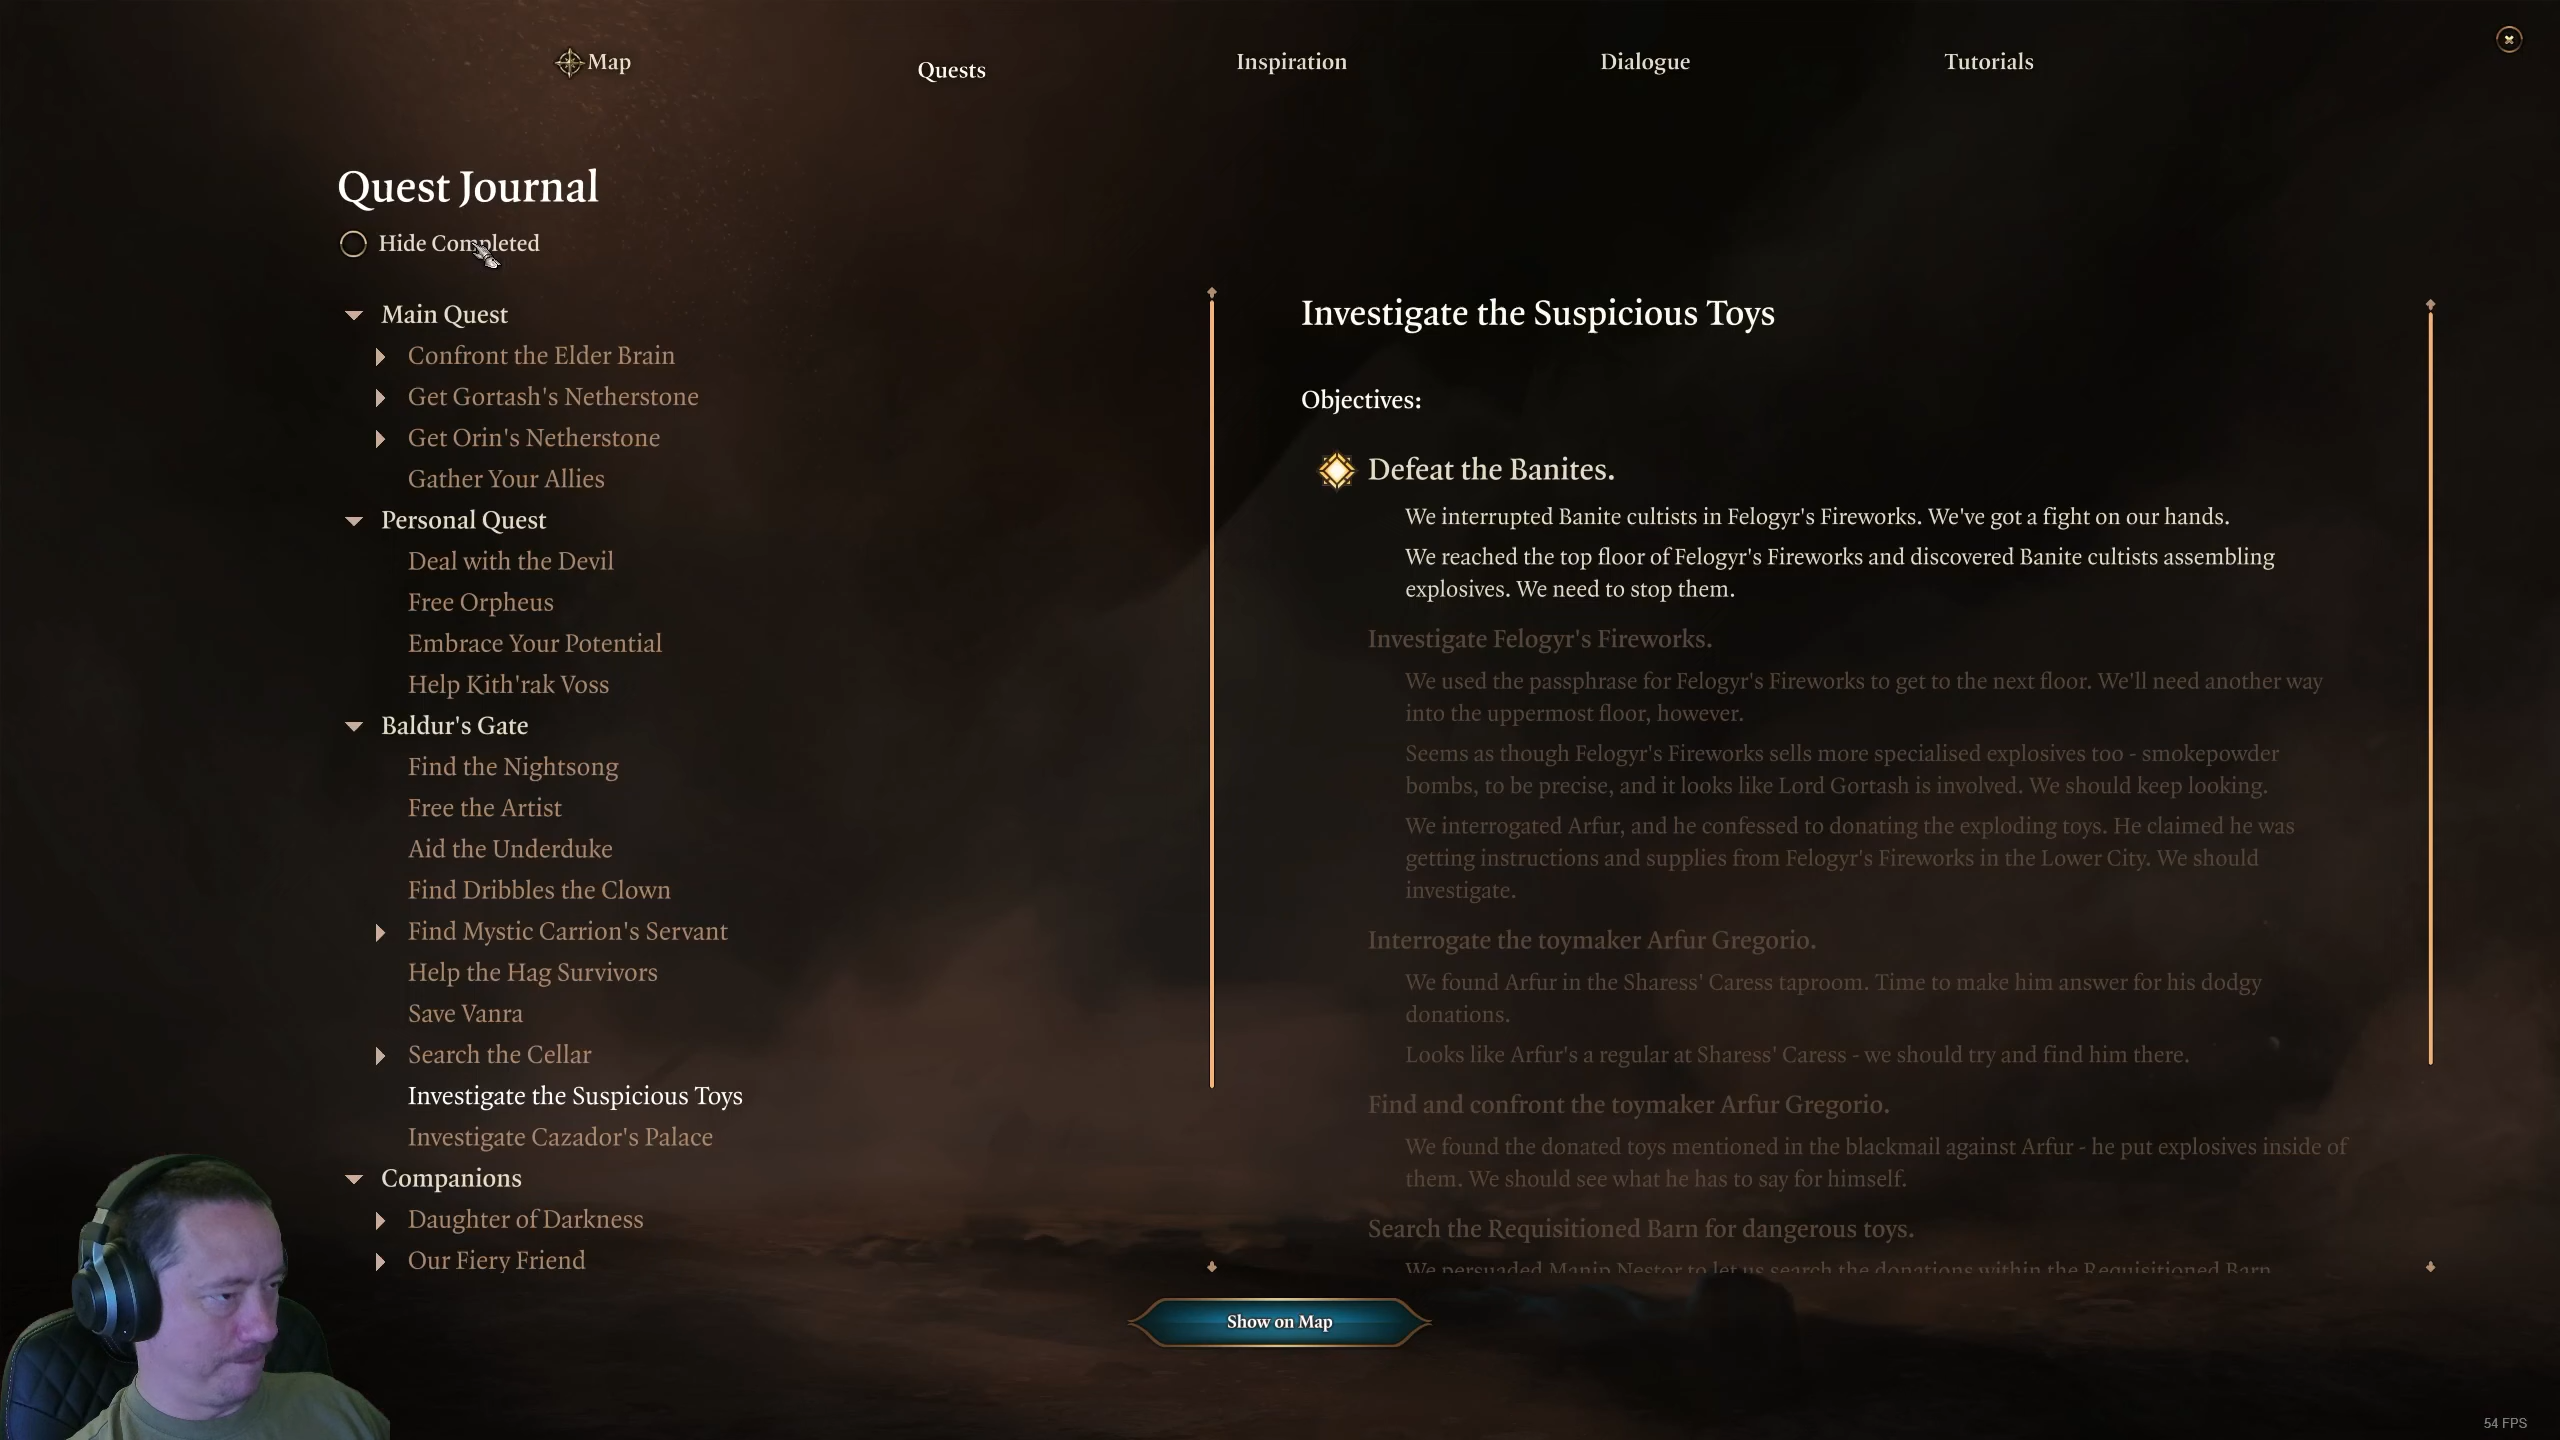 Map
Quests
Inspiration
Dialogue
Tutorials
Quest Journal
Hide Completed
Main Quest
Confront the Elder Brain
Get Gortash's Netherstone
Get Orin's Netherstone
Gather Your Allies
Personal Quest
Deal with the Devil
Free Orpheus
Embrace Your Potential
Help Kith'rak Voss
Baldur's Gate
Find the Nightsong
Free the Artist
Aid the Underduke
Find Dribbles the Clown
Find Mystic Carrion's Servant
Help the Hag Survivors
Save Vanra
Search the Cellar
Investigate the Suspicious Toys
Investigate Cazador's Palace
Companions
Daughter of Darkness
Our Fiery Friend
Investigate the Suspicious Toys
Objectives:
Defeat the Banites.
We interrupted Banite cultists in Felogyr's Fireworks. We've got a fight on our hands.
We reached the top floor of Felogyr's Fireworks and discovered Banite cultists assembling
explosives. We need to stop them.
Investigate Felogyr's Fireworks.
We used the passphrase for Felogyr's Fireworks to get to the next floor. We'll need another way
into the uppermost floor, however.
Seems as though Felogyr's Fireworks sells more specialised explosives too - smokepowder
bombs, to be precise, and it looks like Lord Gortash is involved. We should keep looking.
We interrogated Arfur, and he confessed to donating the exploding toys. He claimed he was
getting instructions and supplies from Felogyr's Fireworks in the Lower City. We should
investigate.
Interrogate the toymaker Arfur Gregorio.
We found Arfur in the Sharess' Caress taproom. Time to make him answer for his dodgy
donations.
Looks like Arfur's a regular at Sharess' Caress - we should try and find him there.
Find and confront the toymaker Arfur Gregorio.
We found the donated toys mentioned in the blackmail against Arfur - he put explosives inside of
them. We should see what he has to say for himself.
Search the Requisitioned Barn for dangerous toys.
We persuaded Manip Nestor to let us search the donations within the Requisitioned Barn
Show on Map
54 FPS